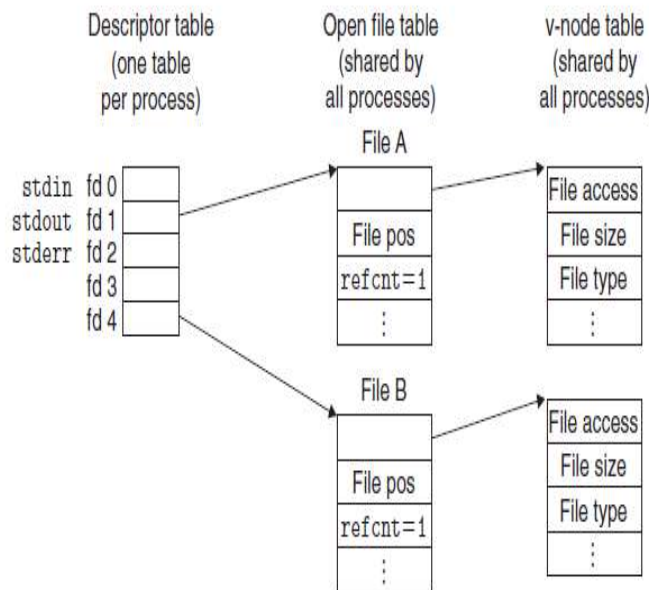 Descriptor table
(one table
per process)
Open file table
(shared by
all processes)
v-node table
(shared by
all processes)
stdin fd 0
stdout fd 1
stderr fd 2
fd 3
fd 4
File A
File pos
refcnt=1
⋮
File access
File size
File type
⋮
File B
File pos
refcnt=1
⋮
File access
File size
File type
⋮